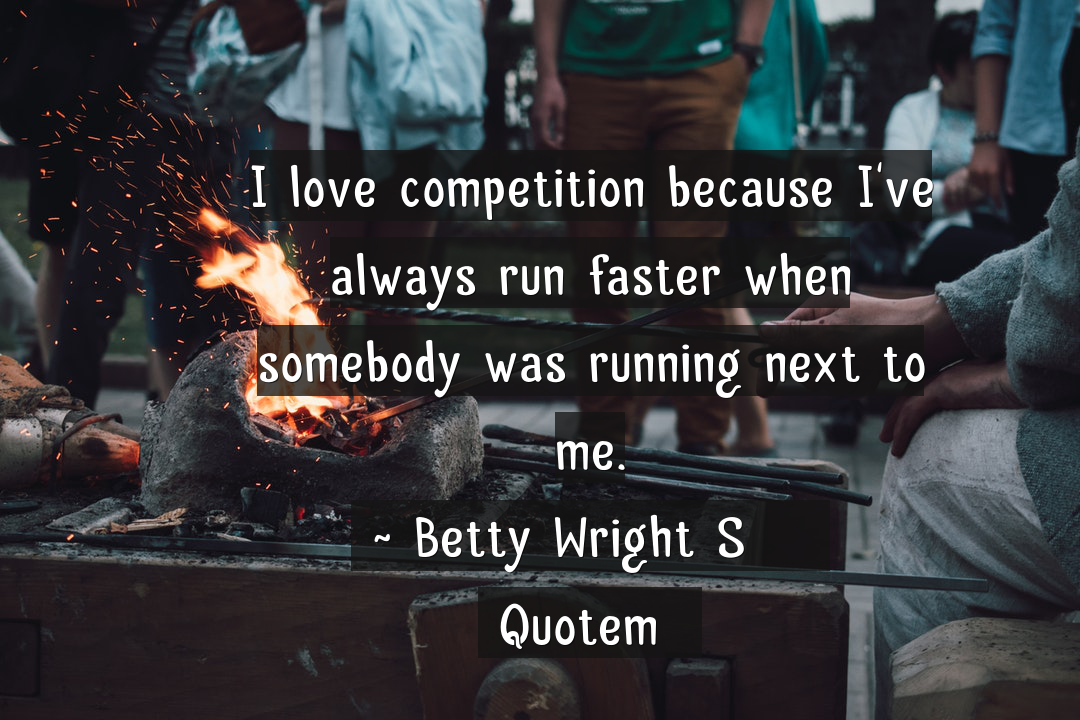 I love competition because I've
always run faster when
somebody was running next to
me.
~ Betty Wright S
Quotem